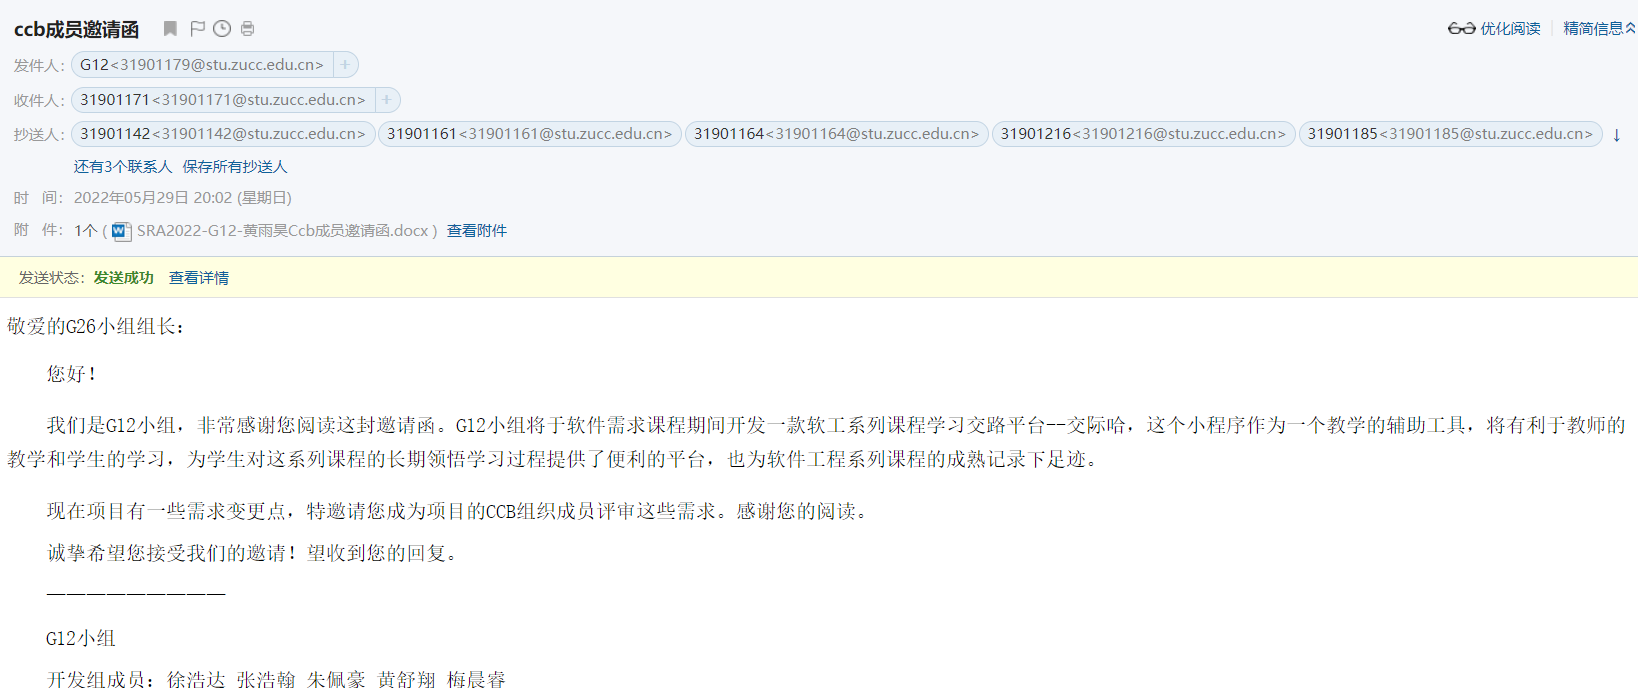 ccb成员邀请函
优化阅读 精简信息
发件人： G12<31901179@stu.zucc.edu.cn> +
收件人： 31901171<31901171@stu.zucc.edu.cn> +
抄送人： 31901142<31901142@stu.zucc.edu.cn> 31901161<31901161@stu.zucc.edu.cn> 31901164<31901164@stu.zucc.edu.cn> 31901216<31901216@stu.zucc.edu.cn> 31901185<31901185@stu.zucc.edu.cn> ↓
还有3个联系人 保存所有抄送人
时 间： 2022年05月29日 20:02 (星期日)
附 件： 1个 ( SRA2022-G12-黄雨昊Ccb成员邀请函.docx ) 查看附件
发送状态： 发送成功 查看详情
敬爱的G26小组组长：
您好！
我们是G12小组，非常感谢您阅读这封邀请函。G12小组将于软件需求课程期间开发一款软工系列课程学习交路平台--交际哈，这个小程序作为一个教学的辅助工具，将有利于教师的
教学和学生的学习，为学生对这系列课程的长期领悟学习过程提供了便利的平台，也为软件工程系列课程的成熟记录下足迹。
现在项目有一些需求变更点，特邀请您成为项目的CCB组织成员评审这些需求。感谢您的阅读。
诚挚希望您接受我们的邀请！望收到您的回复。
—————————
G12小组
开发组成员：徐浩达 张浩翰 朱佩豪 黄舒翔 梅晨睿